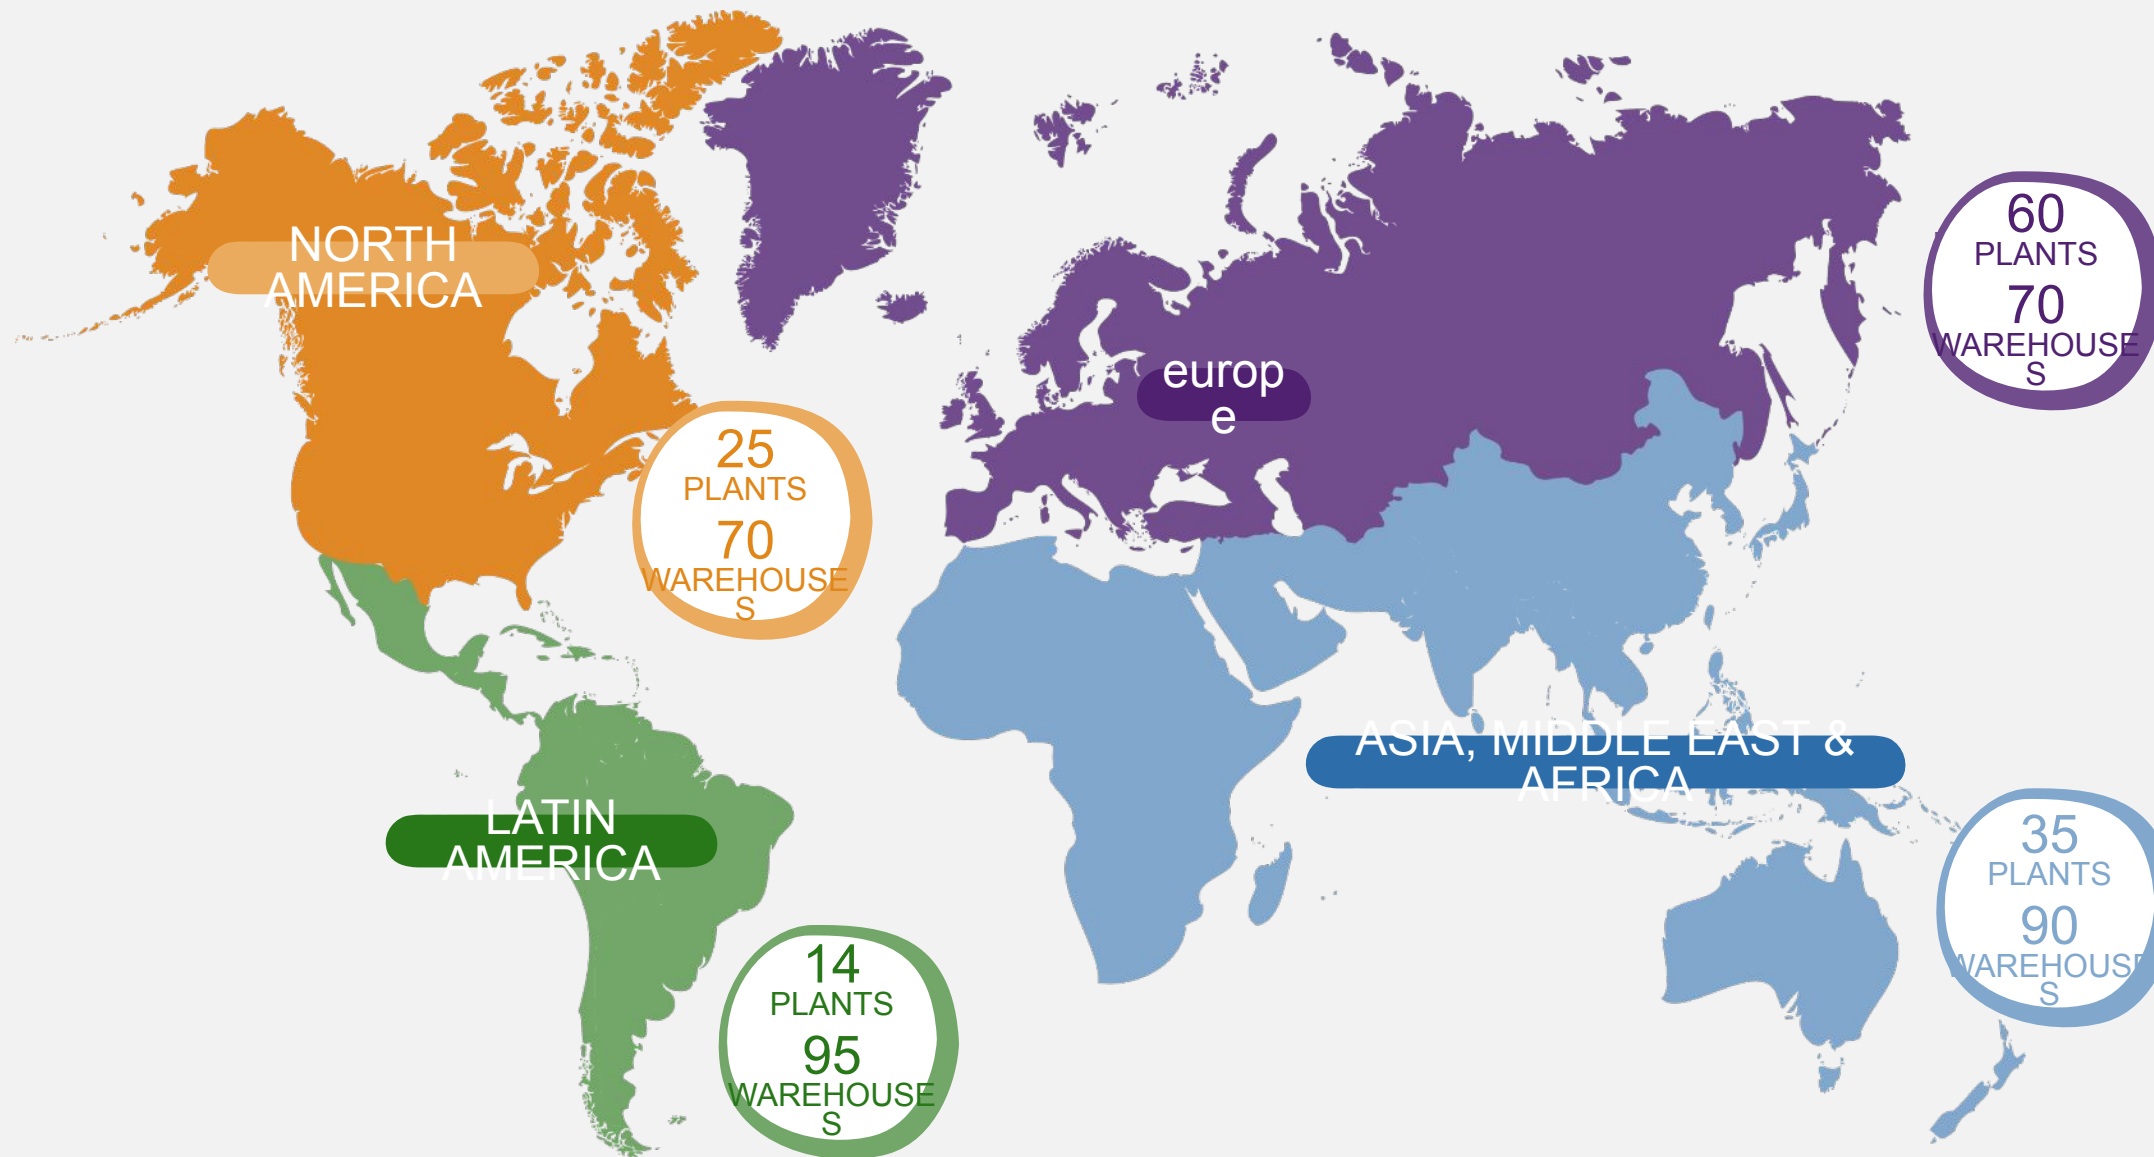 NORTH
AMERICA
25
PLANTS
70
WAREHOUSE
S
europ
e
60
PLANTS
70
WAREHOUSE
S
LATIN
AMERICA
14
PLANTS
95
WAREHOUSE
S
ASIA, MIDDLE EAST &
AFRICA
35
PLANTS
90
WAREHOUSE
S